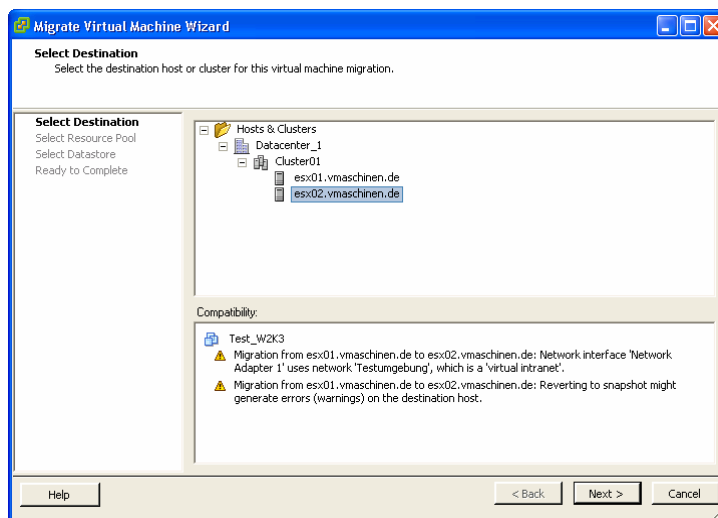 Migrate Virtual Machine Wizard
Select Destination
Select the destination host or cluster for this virtual machine migration.
Select Destination
Select Resource Pool
Select Datastore
Ready to Complete
Hosts & Clusters
Datacenter_1
Cluster01
esx01.vmaschinen.de
esx02.vmaschinen.de
Compatibility:
Test_W2K3
Migration from esx01.vmaschinen.de to esx02.vmaschinen.de: Network interface 'Network
Adapter 1' uses network 'Testumgebung', which is a 'virtual intranet'.
Migration from esx01.vmaschinen.de to esx02.vmaschinen.de: Reverting to snapshot might
generate errors (warnings) on the destination host.
Help
< Back
Next >
Cancel